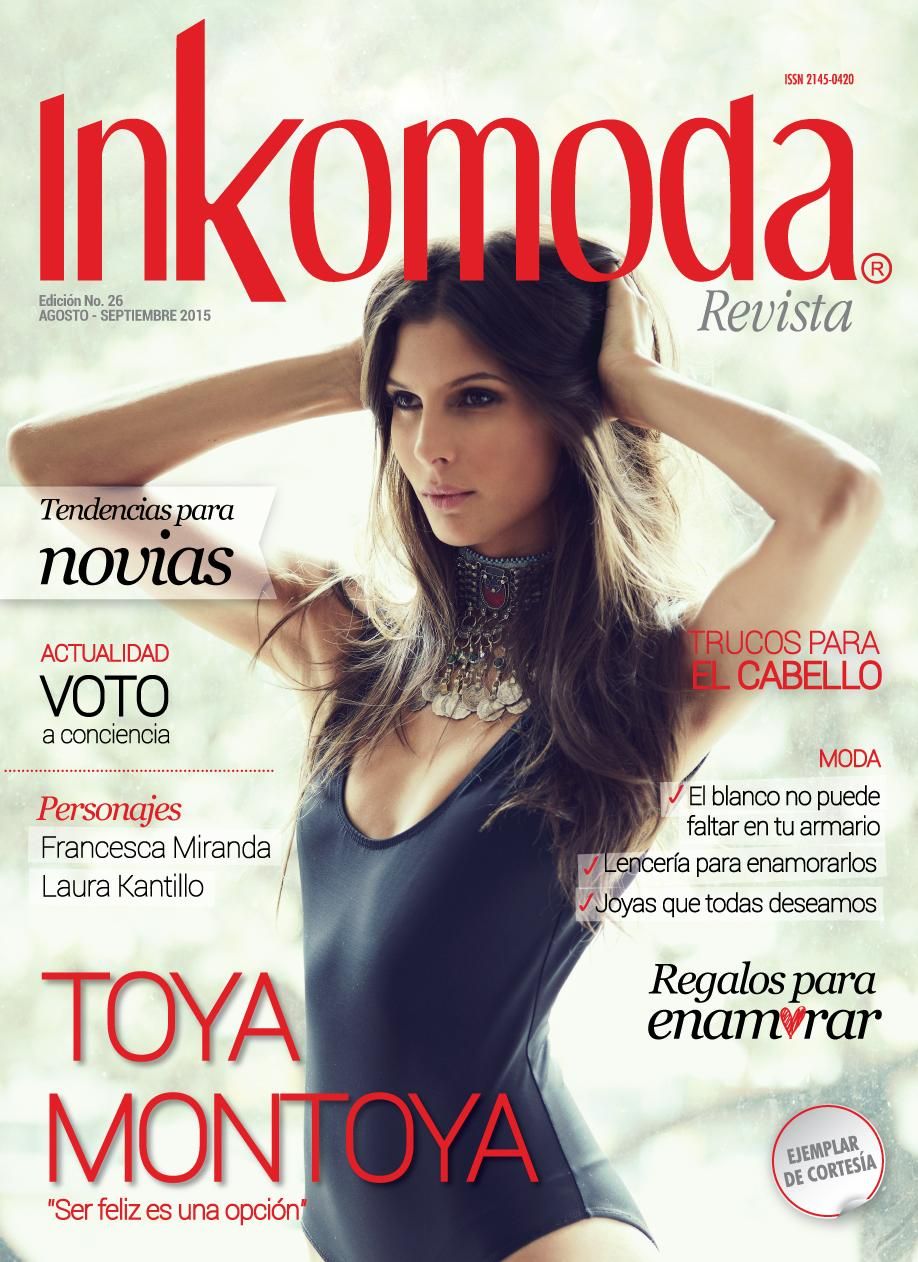 ISSN 2145-0420
Inkomoda®
Revista
Edición No. 26
AGOSTO - SEPTIEMBRE 2015
Tendencias para
novias
ACTUALIDAD
VOTO
a conciencia
Personajes
Francesca Miranda
Laura Kantillo
TRUCOS PARA
EL CABELLO
MODA
✓El blanco no puede
faltar en tu armario
✓Lencería para enamorarlos
✓Joyas que todas deseamos
Regalos para
enam♥rar
TOYA
MONTOYA
"Ser feliz es una opción"
EJEMPLAR
DE CORTESÍA